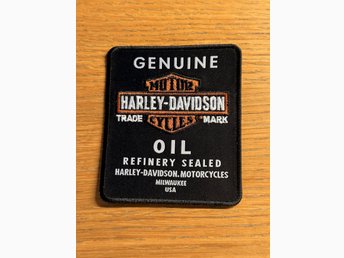 GENUINE
MOTOR
HARLEY-DAVIDSON
TRADE MARK
CYCLES
OIL
REFINERY SEALED
HARLEY-DAVIDSON.MOTORCYCLES
MILWAUKEE
USA